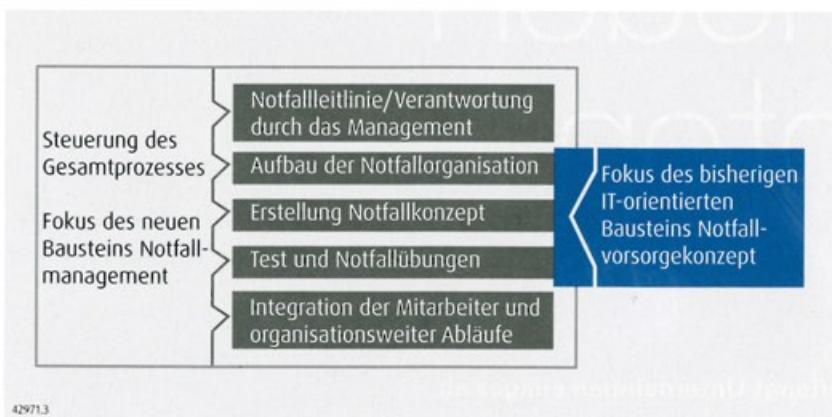 Steuerung des
Gesamtprozesses
Fokus des neuen
Bausteins Notfall-
management
Notfallleitlinie/Verantwortung
durch das Management
Aufbau der Notfallorganisation
Erstellung Notfallkonzept
Test und Notfallübungen
Integration der Mitarbeiter und
organisationsweiter Abläufe
Fokus des bisherigen
IT-orientierten
Bausteins Notfall-
vorsorgekonzept
42971.3